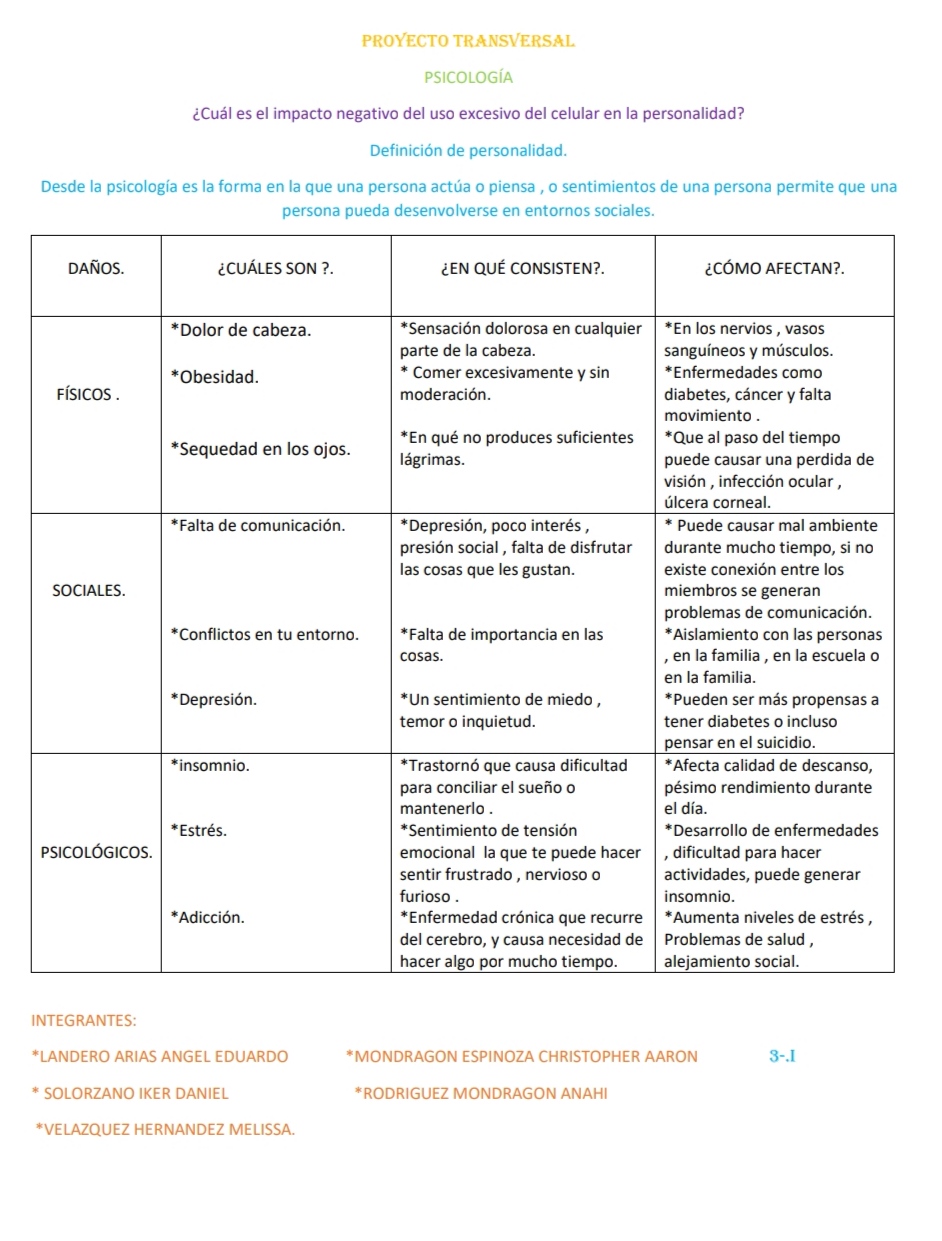 PROYECTO TRANSVERSAL
PSICOLOGÍA
¿Cuál es el impacto negativo del uso excesivo del celular en la personalidad?
Definición de personalidad.
Desde la psicología es la forma en la que una persona actúa o piensa , o sentimientos de una persona permite que una
persona pueda desenvolverse en entornos sociales.
DAÑOS.
¿CUÁLES SON ?.
¿EN QUÉ CONSISTEN?.
¿CÓMO AFECTAN?.
FÍSICOS .
*Dolor de cabeza.
*Obesidad.
*Sequedad en los ojos.
*Sensación dolorosa en cualquier
parte de la cabeza.
* Comer excesivamente y sin
moderación.
*En qué no produces suficientes
lágrimas.
*En los nervios , vasos
sanguíneos y músculos.
*Enfermedades como
diabetes, cáncer y falta
movimiento .
*Que al paso del tiempo
puede causar una perdida de
visión , infección ocular ,
úlcera corneal.
SOCIALES.
*Falta de comunicación.
*Conflictos en tu entorno.
*Depresión.
*Depresión, poco interés ,
presión social , falta de disfrutar
las cosas que les gustan.
*Falta de importancia en las
cosas.
*Un sentimiento de miedo ,
temor o inquietud.
* Puede causar mal ambiente
durante mucho tiempo, si no
existe conexión entre los
miembros se generan
problemas de comunicación.
*Aislamiento con las personas
, en la familia , en la escuela o
en la familia.
*Pueden ser más propensas a
tener diabetes o incluso
pensar en el suicidio.
PSICOLÓGICOS.
*insomnio.
*Estrés.
*Adicción.
*Trastornó que causa dificultad
para conciliar el sueño o
mantenerlo .
*Sentimiento de tensión
emocional la que te puede hacer
sentir frustrado , nervioso o
furioso .
*Enfermedad crónica que recurre
del cerebro, y causa necesidad de
hacer algo por mucho tiempo.
*Afecta calidad de descanso,
pésimo rendimiento durante
el día.
*Desarrollo de enfermedades
, dificultad para hacer
actividades, puede generar
insomnio.
*Aumenta niveles de estrés ,
Problemas de salud ,
alejamiento social.
INTEGRANTES:
*LANDERO ARIAS ANGEL EDUARDO *MONDRAGON ESPINOZA CHRISTOPHER AARON 3-.I
* SOLORZANO IKER DANIEL *RODRIGUEZ MONDRAGON ANAHI
*VELAZQUEZ HERNANDEZ MELISSA.